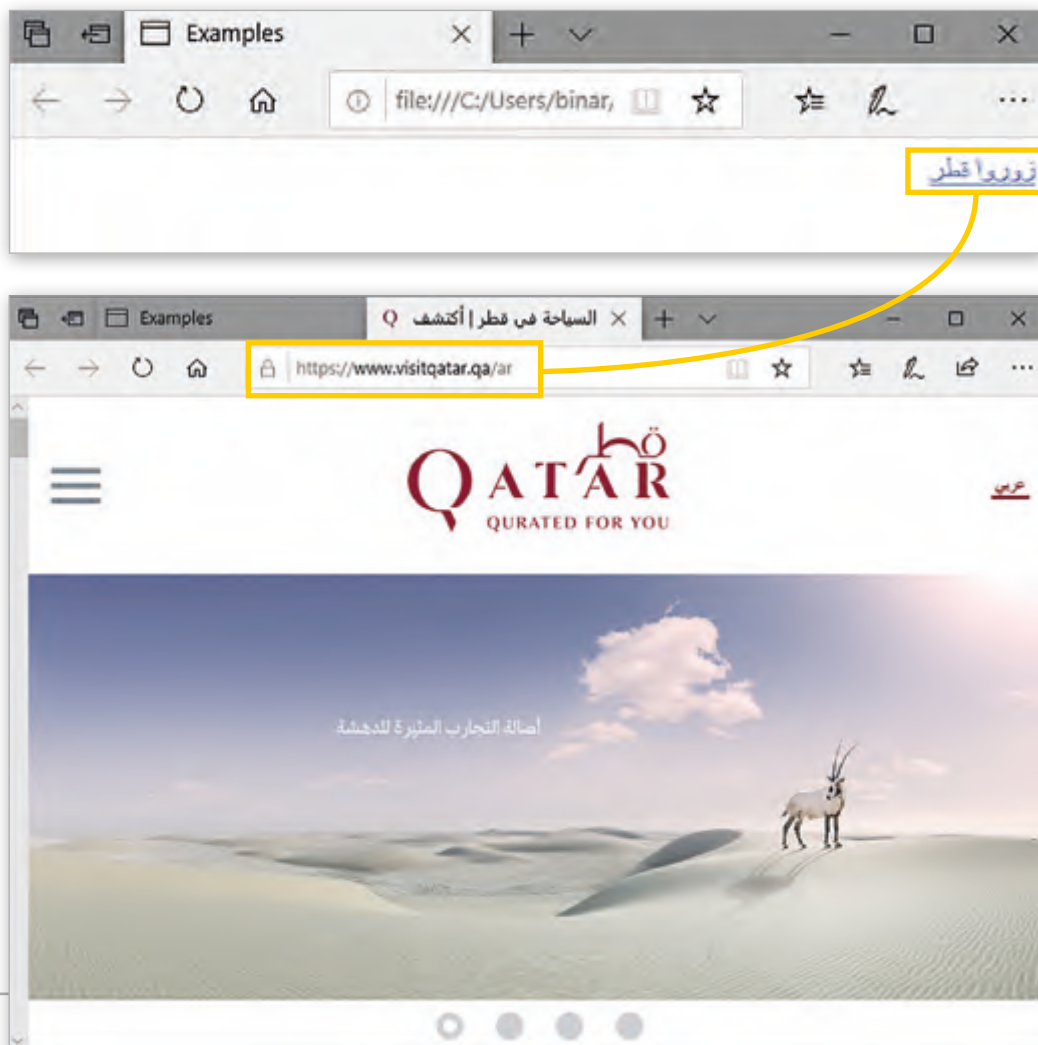 Examples
file:///C:/Users/binar,
زوروا قطر
Examples
السياحة في قطر | أكتشف Q
https://www.visitqatar.qa/ar
قطر
QATAR
QURATED FOR YOU
عربي
أصالة التجارب المثيرة للدهشة